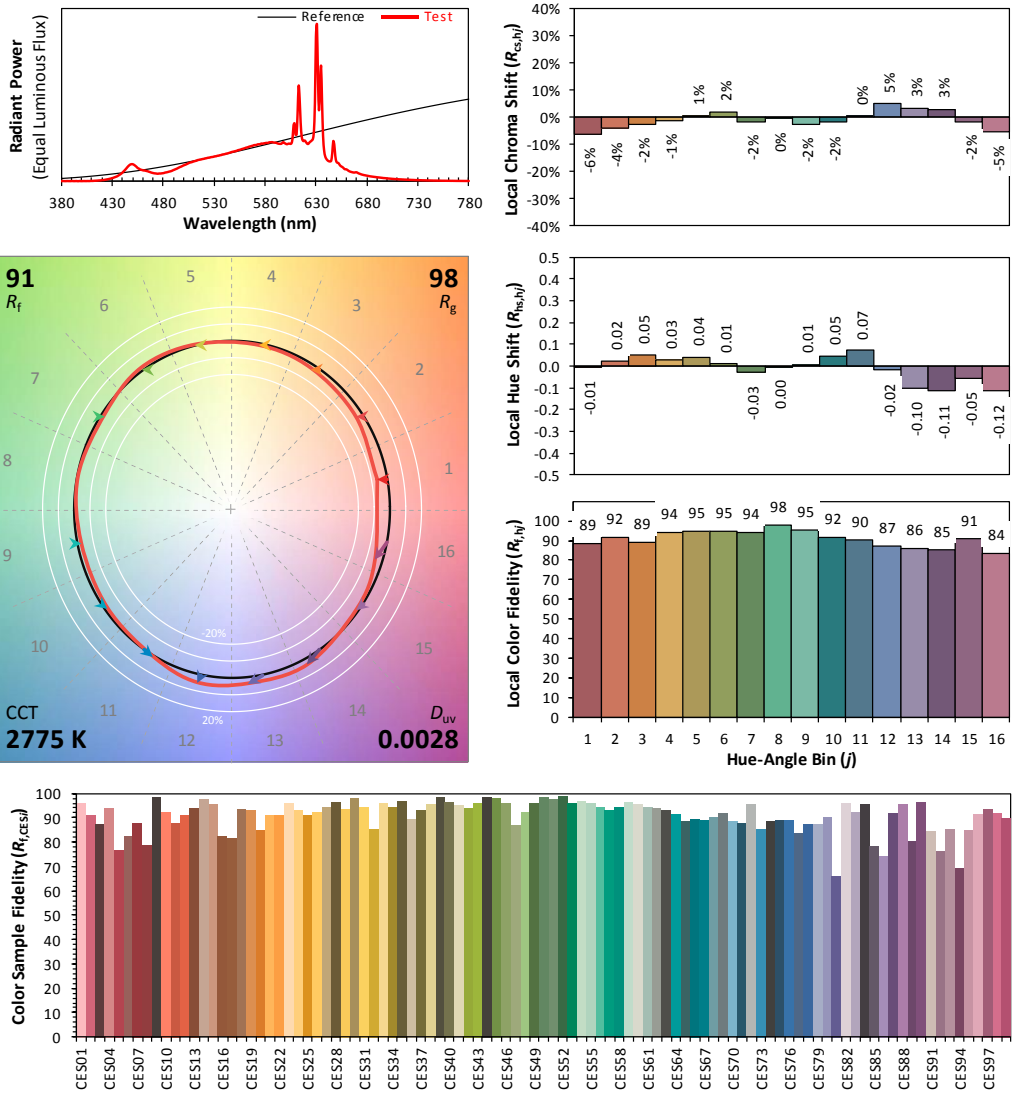 Reference Test
Radiant Power
(Equal Luminous Flux)
380 430 480 530 580 630 680 730 780
Wavelength (nm)
Local Chroma Shift (Rcs,hj)
40%
30%
20%
10%
0%
-10%
-20%
-30%
-40%
-6% -4% -2% -1% 1% 2% -2% 0% -2% -2% 0% 5% 3% 3% -2% -5%
91
Rf
98
Rg
5 4
6 3
7 2
8 1
9 16
10 15
11 14
12 13
-20%
20%
CCT
2775 K
Duv
0.0028
Local Hue Shift (Rhs,hj)
0.5
0.4
0.3
0.2
0.1
0.0
-0.1
-0.2
-0.3
-0.4
-0.5
-0.01 0.02 0.05 0.03 0.04 0.01 -0.03 0.00 0.01 0.05 0.07 -0.02 -0.10 -0.11 -0.05 -0.12
Local Color Fidelity (Rf,hj)
100
90
80
70
60
50
40
30
20
10
0
89 92 89 94 95 95 94 98 95 92 90 87 86 85 91 84
1 2 3 4 5 6 7 8 9 10 11 12 13 14 15 16
Hue-Angle Bin (j)
Color Sample Fidelity (Rf,CESi)
100
90
80
70
60
50
40
30
20
10
0
CES01 CES04 CES07 CES10 CES13 CES16 CES19 CES22 CES25 CES28 CES31 CES34 CES37 CES40 CES43 CES46 CES49 CES52 CES55 CES58 CES61 CES64 CES67 CES70 CES73 CES76 CES79 CES82 CES85 CES88 CES91 CES94 CES97